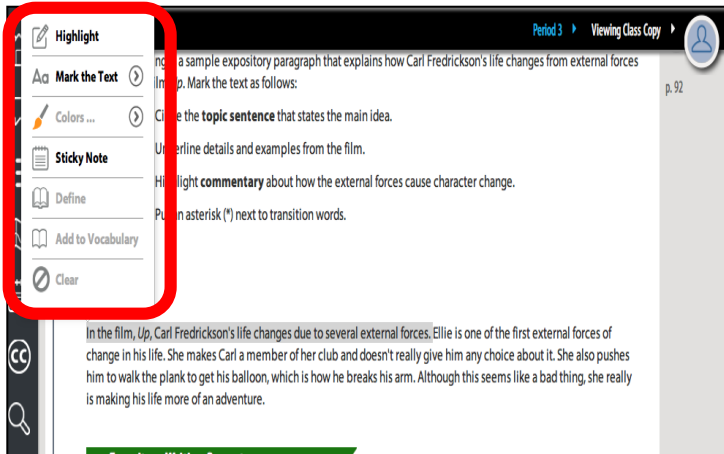 Period 3 Viewing Class Copy
p. 92
Highlight
Aa Mark the Text
Colors ...
Sticky Note
Define
Add to Vocabulary
Clear
a sample expository paragraph that explains how Carl Fredrickson's life changes from external forces
Mark the text as follows:
the topic sentence that states the main idea.
details and examples from the film.
commentary about how the external forces cause character change.
an asterisk (*) next to transition words.
In the film, Up, Carl Fredrickson's life changes due to several external forces. Ellie is one of the first external forces of
change in his life. She makes Carl a member of her club and doesn't really give him any choice about it. She also pushes
him to walk the plank to get his balloon, which is how he breaks his arm. Although this seems like a bad thing, she really
is making his life more of an adventure.
CC